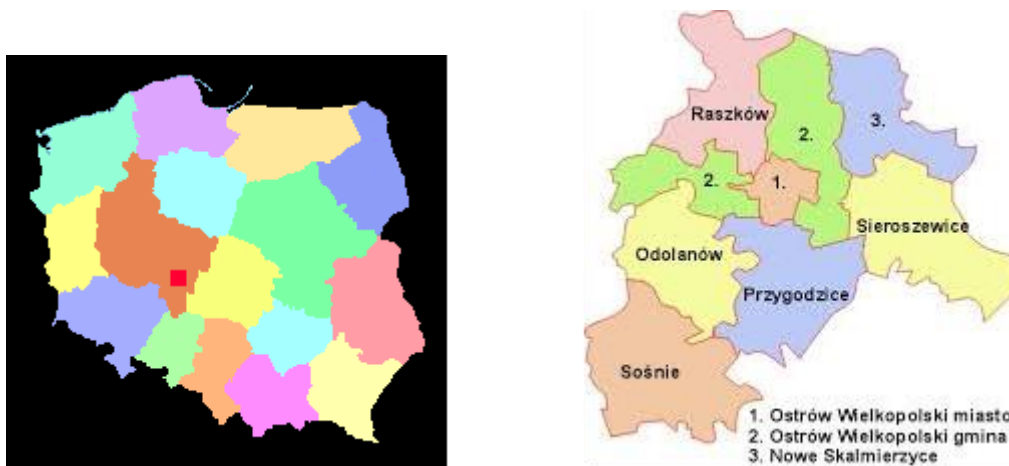 Raszków
2.
3.
2.
1.
Sieroszewice
Odolanów
Przygodzice
Sośnie
1. Ostrów Wielkopolski miasto
2. Ostrów Wielkopolski gmina
3. Nowe Skalmierzyce